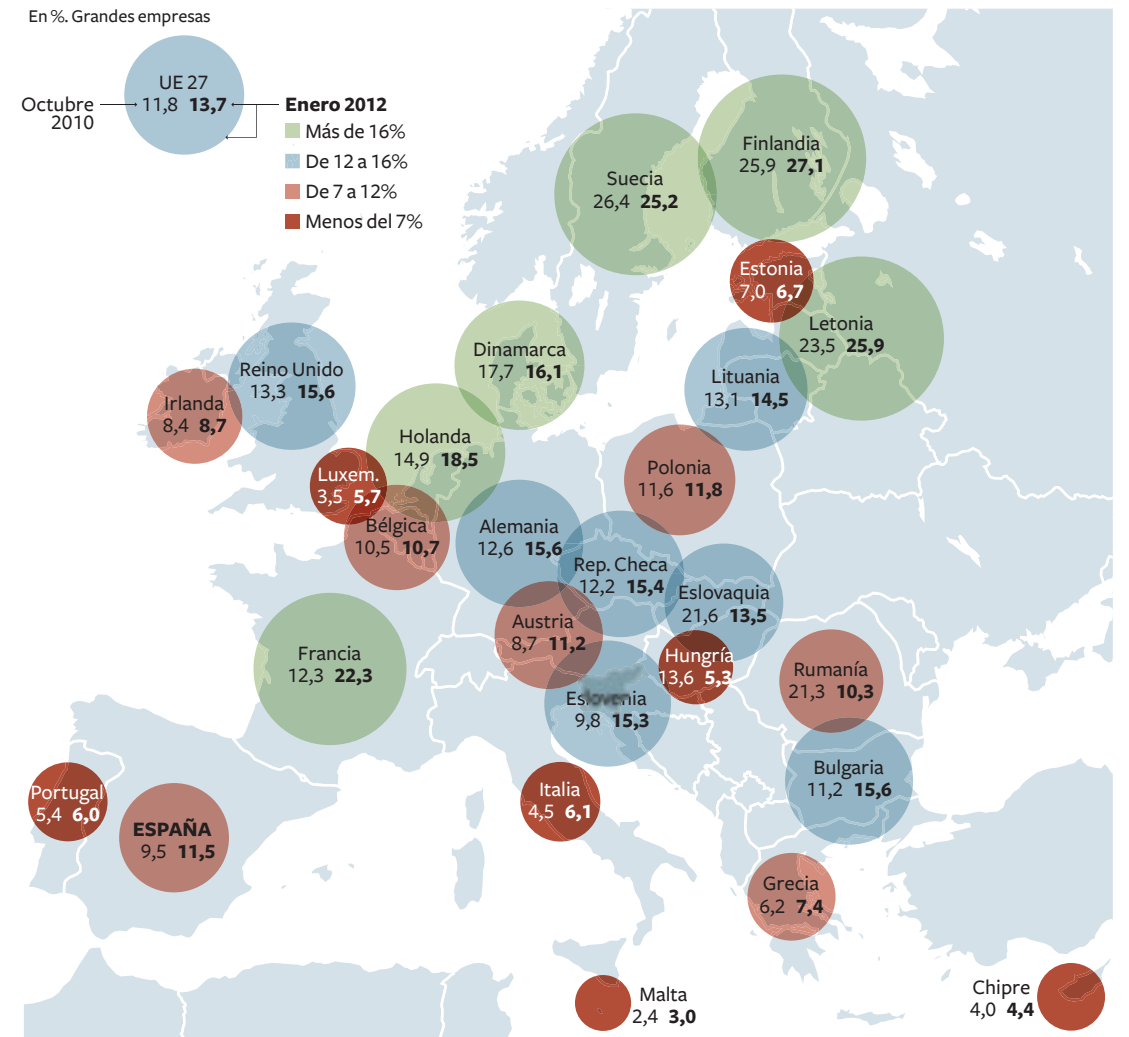 En %. Grandes empresas
UE 27
11,8 13,7
Octubre
2010
Enero 2012
Más de 16%
De 12 a 16%
De 7 a 12%
Menos del 7%
Finlandia
25,9 27,1
Suecia
26,4 25,2
Estonia
7,0 6,7
Letonia
23,5 25,9
Dinamarca
17,7 16,1
Reino Unido
13,3 15,6
Lituania
13,1 14,5
Irlanda
8,4 8,7
Holanda
14,9 18,5
Luxem.
3,5 5,7
Polonia
11,6 11,8
Bélgica
10,5 10,7
Alemania
12,6 15,6
Rep. Checa
12,2 15,4
Eslovaquia
21,6 13,5
Austria
8,7 11,2
Francia
12,3 22,3
Hungría
13,6 5,3
Rumanía
21,3 10,3
9,8 15,3
Bulgaria
11,2 15,6
Portugal
5,4 6,0
Italia
4,5 6,1
ESPAÑA
9,5 11,5
Grecia
6,2 7,4
Malta
2,4 3,0
Chipre
4,0 4,4